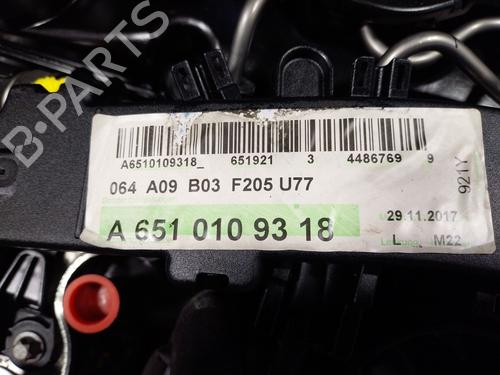 B-PARTS
A6510109318_ 651921 3 4486769 9
064 A09 B03 F205 U77
921Y
A 651 010 93 18
29.11.2017
L M22